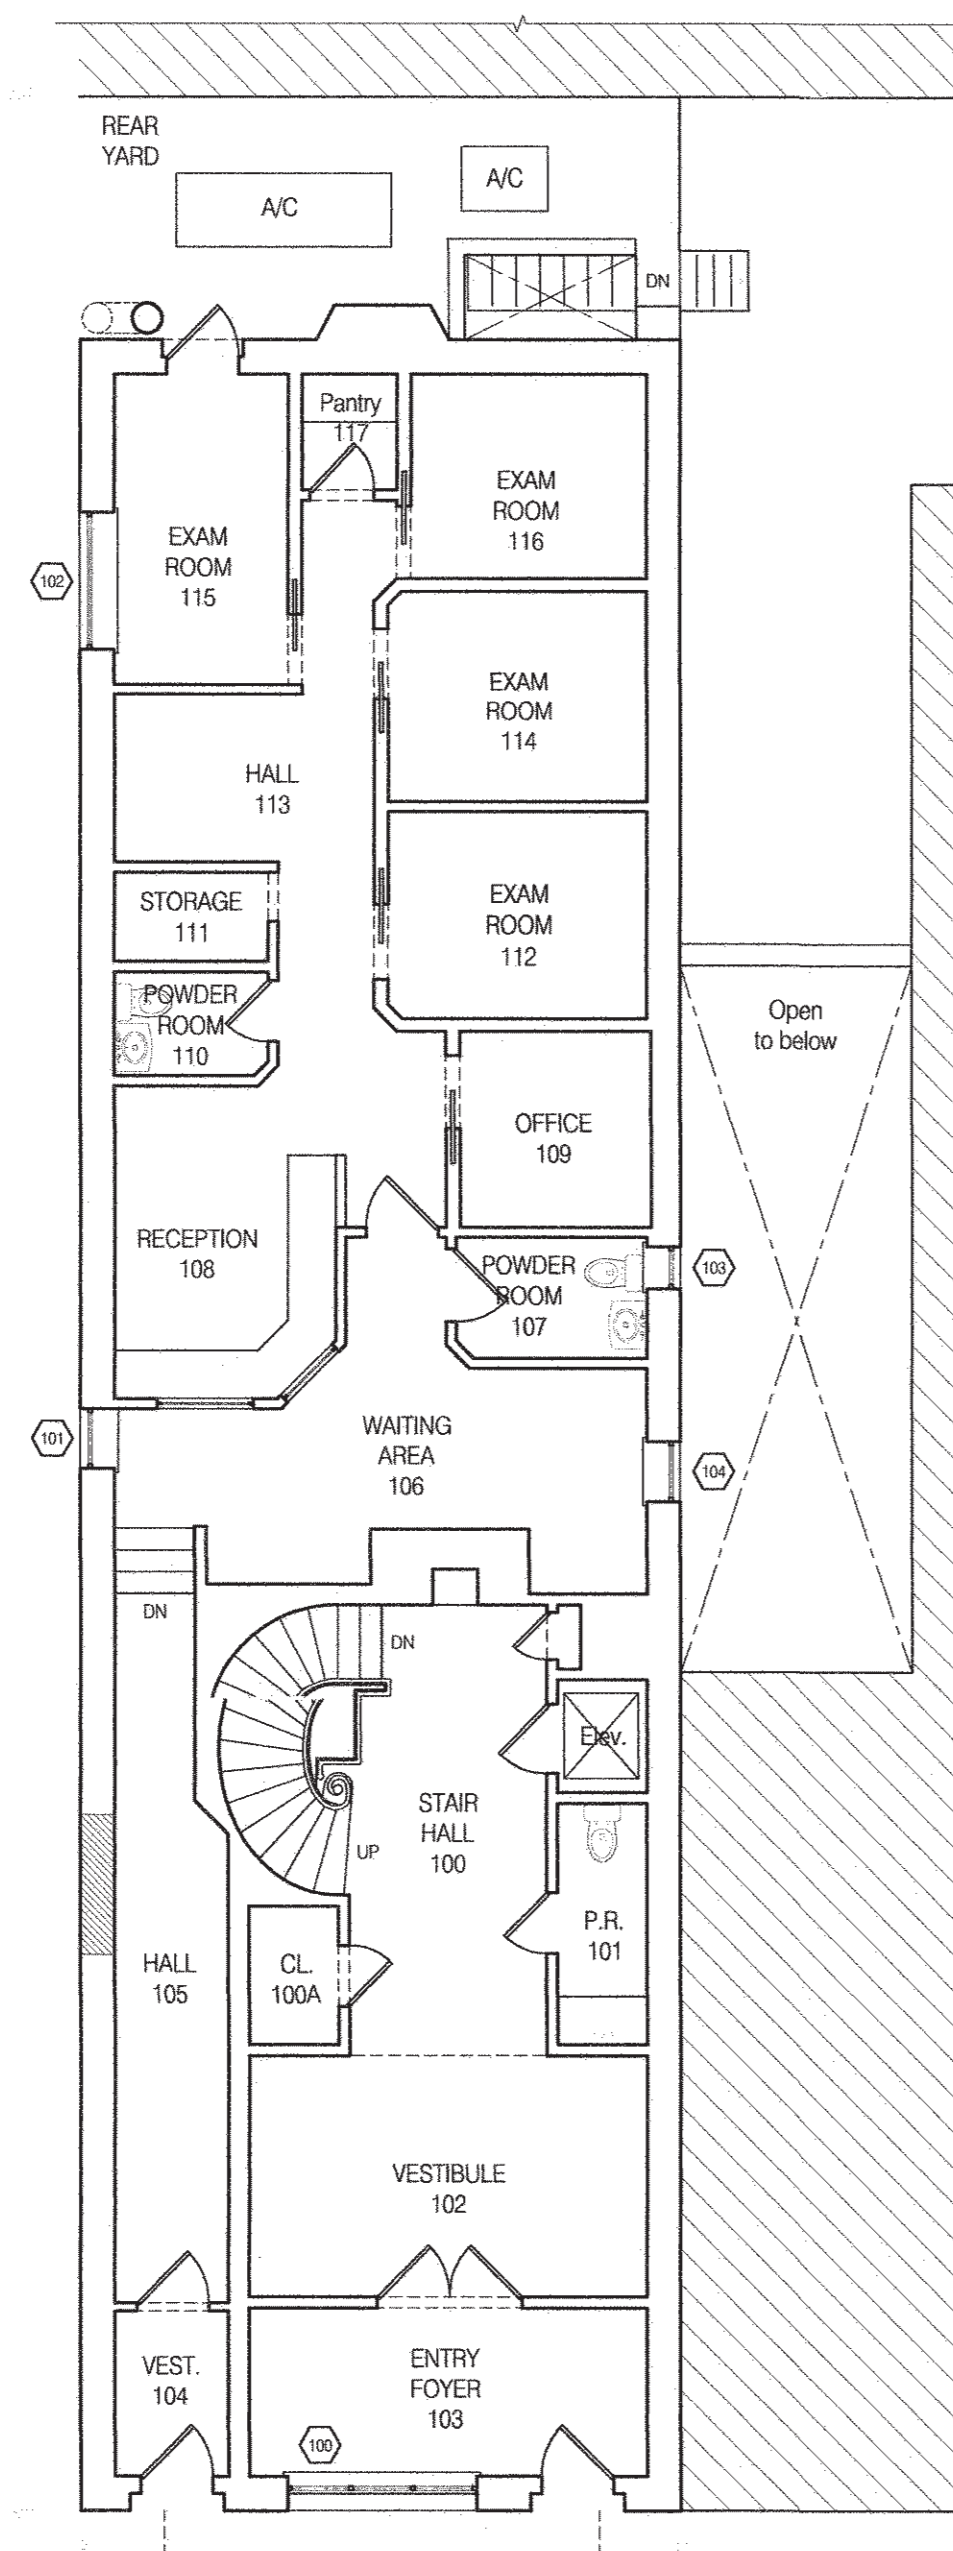 REAR
YARD
A/C
A/C
DN
Pantry
117
EXAM
ROOM
116
EXAM
ROOM
115
102
EXAM
ROOM
114
HALL
113
STORAGE
111
EXAM
ROOM
112
POWDER
ROOM
110
Open
to below
OFFICE
109
RECEPTION
108
POWDER
ROOM
107
103
WAITING
AREA
106
101
104
DN
DN
Elev.
STAIR
HALL
100
UP
P.R.
101
HALL
105
CL.
100A
VESTIBULE
102
VEST.
104
ENTRY
FOYER
103
100